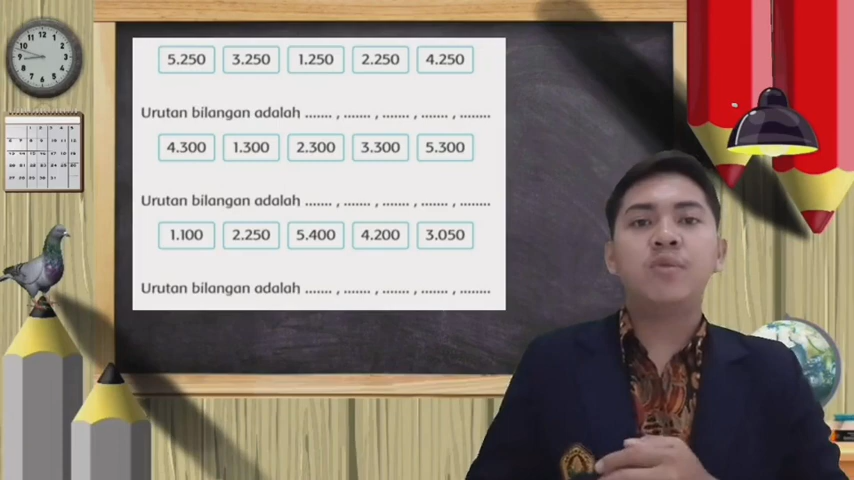 5.250 3.250 1.250 2.250 4.250
Urutan bilangan adalah ....... , ....... , ....... , ....... , ........
4.300 1.300 2.300 3.300 5.300
Urutan bilangan adalah ....... , ....... , ....... , ....... , ........
1.100 2.250 5.400 4.200 3.050
Urutan bilangan adalah ....... , ....... , ....... , ....... , ........